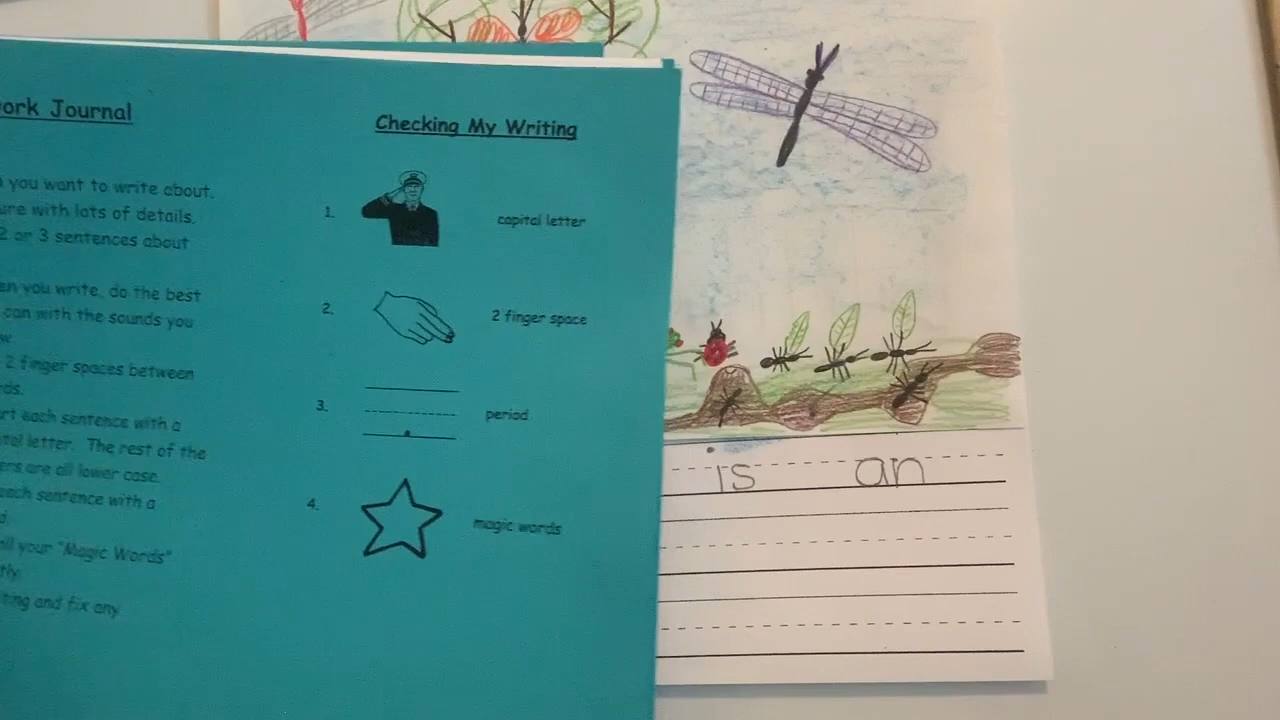 ork Journal
you want to write about.
ure with lots of details.
2 or 3 sentences about
en you write, do the best
can with the sounds you
w.
2 finger spaces between
ds.
rt each sentence with a
tal letter. The rest of the
ers are all lower case.
each sentence with a
d.
ll your "Magic Words"
tly.
ting and fix any
Checking My Writing
1. capital letter
2. 2 finger space
3. period
4. magic words
is an